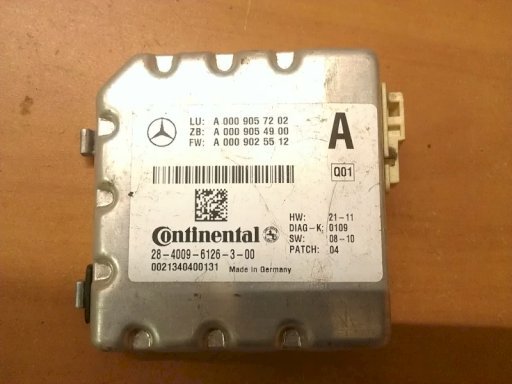 LU: A 000 905 72 02
ZB: A 000 905 49 00
FW: A 000 902 55 12
A
Q01
Continental
28-4009-6126-3-00
0021340400131 Made in Germany
HW: 21-11
DIAG-K: 0109
SW: 08-10
PATCH: 04